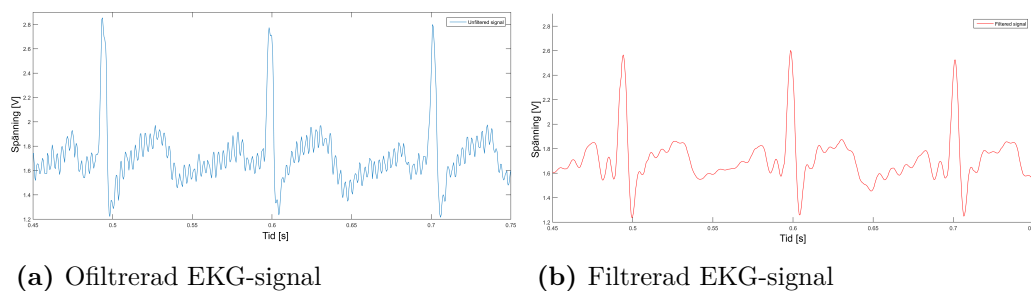 Unfiltered signal
2.8
2.6
2.4
2.2
2
1.8
1.6
1.4
1.2
Spänning [V]
0.45 0.5 0.55 0.6 0.65 0.7 0.75
Tid [s]
(a) Ofiltrerad EKG-signal
Filtered signal
2.8
2.6
2.4
2.2
2
1.8
1.6
1.4
1.2
Spänning [V]
0.45 0.5 0.55 0.6 0.65 0.7
Tid [s]
(b) Filtrerad EKG-signal